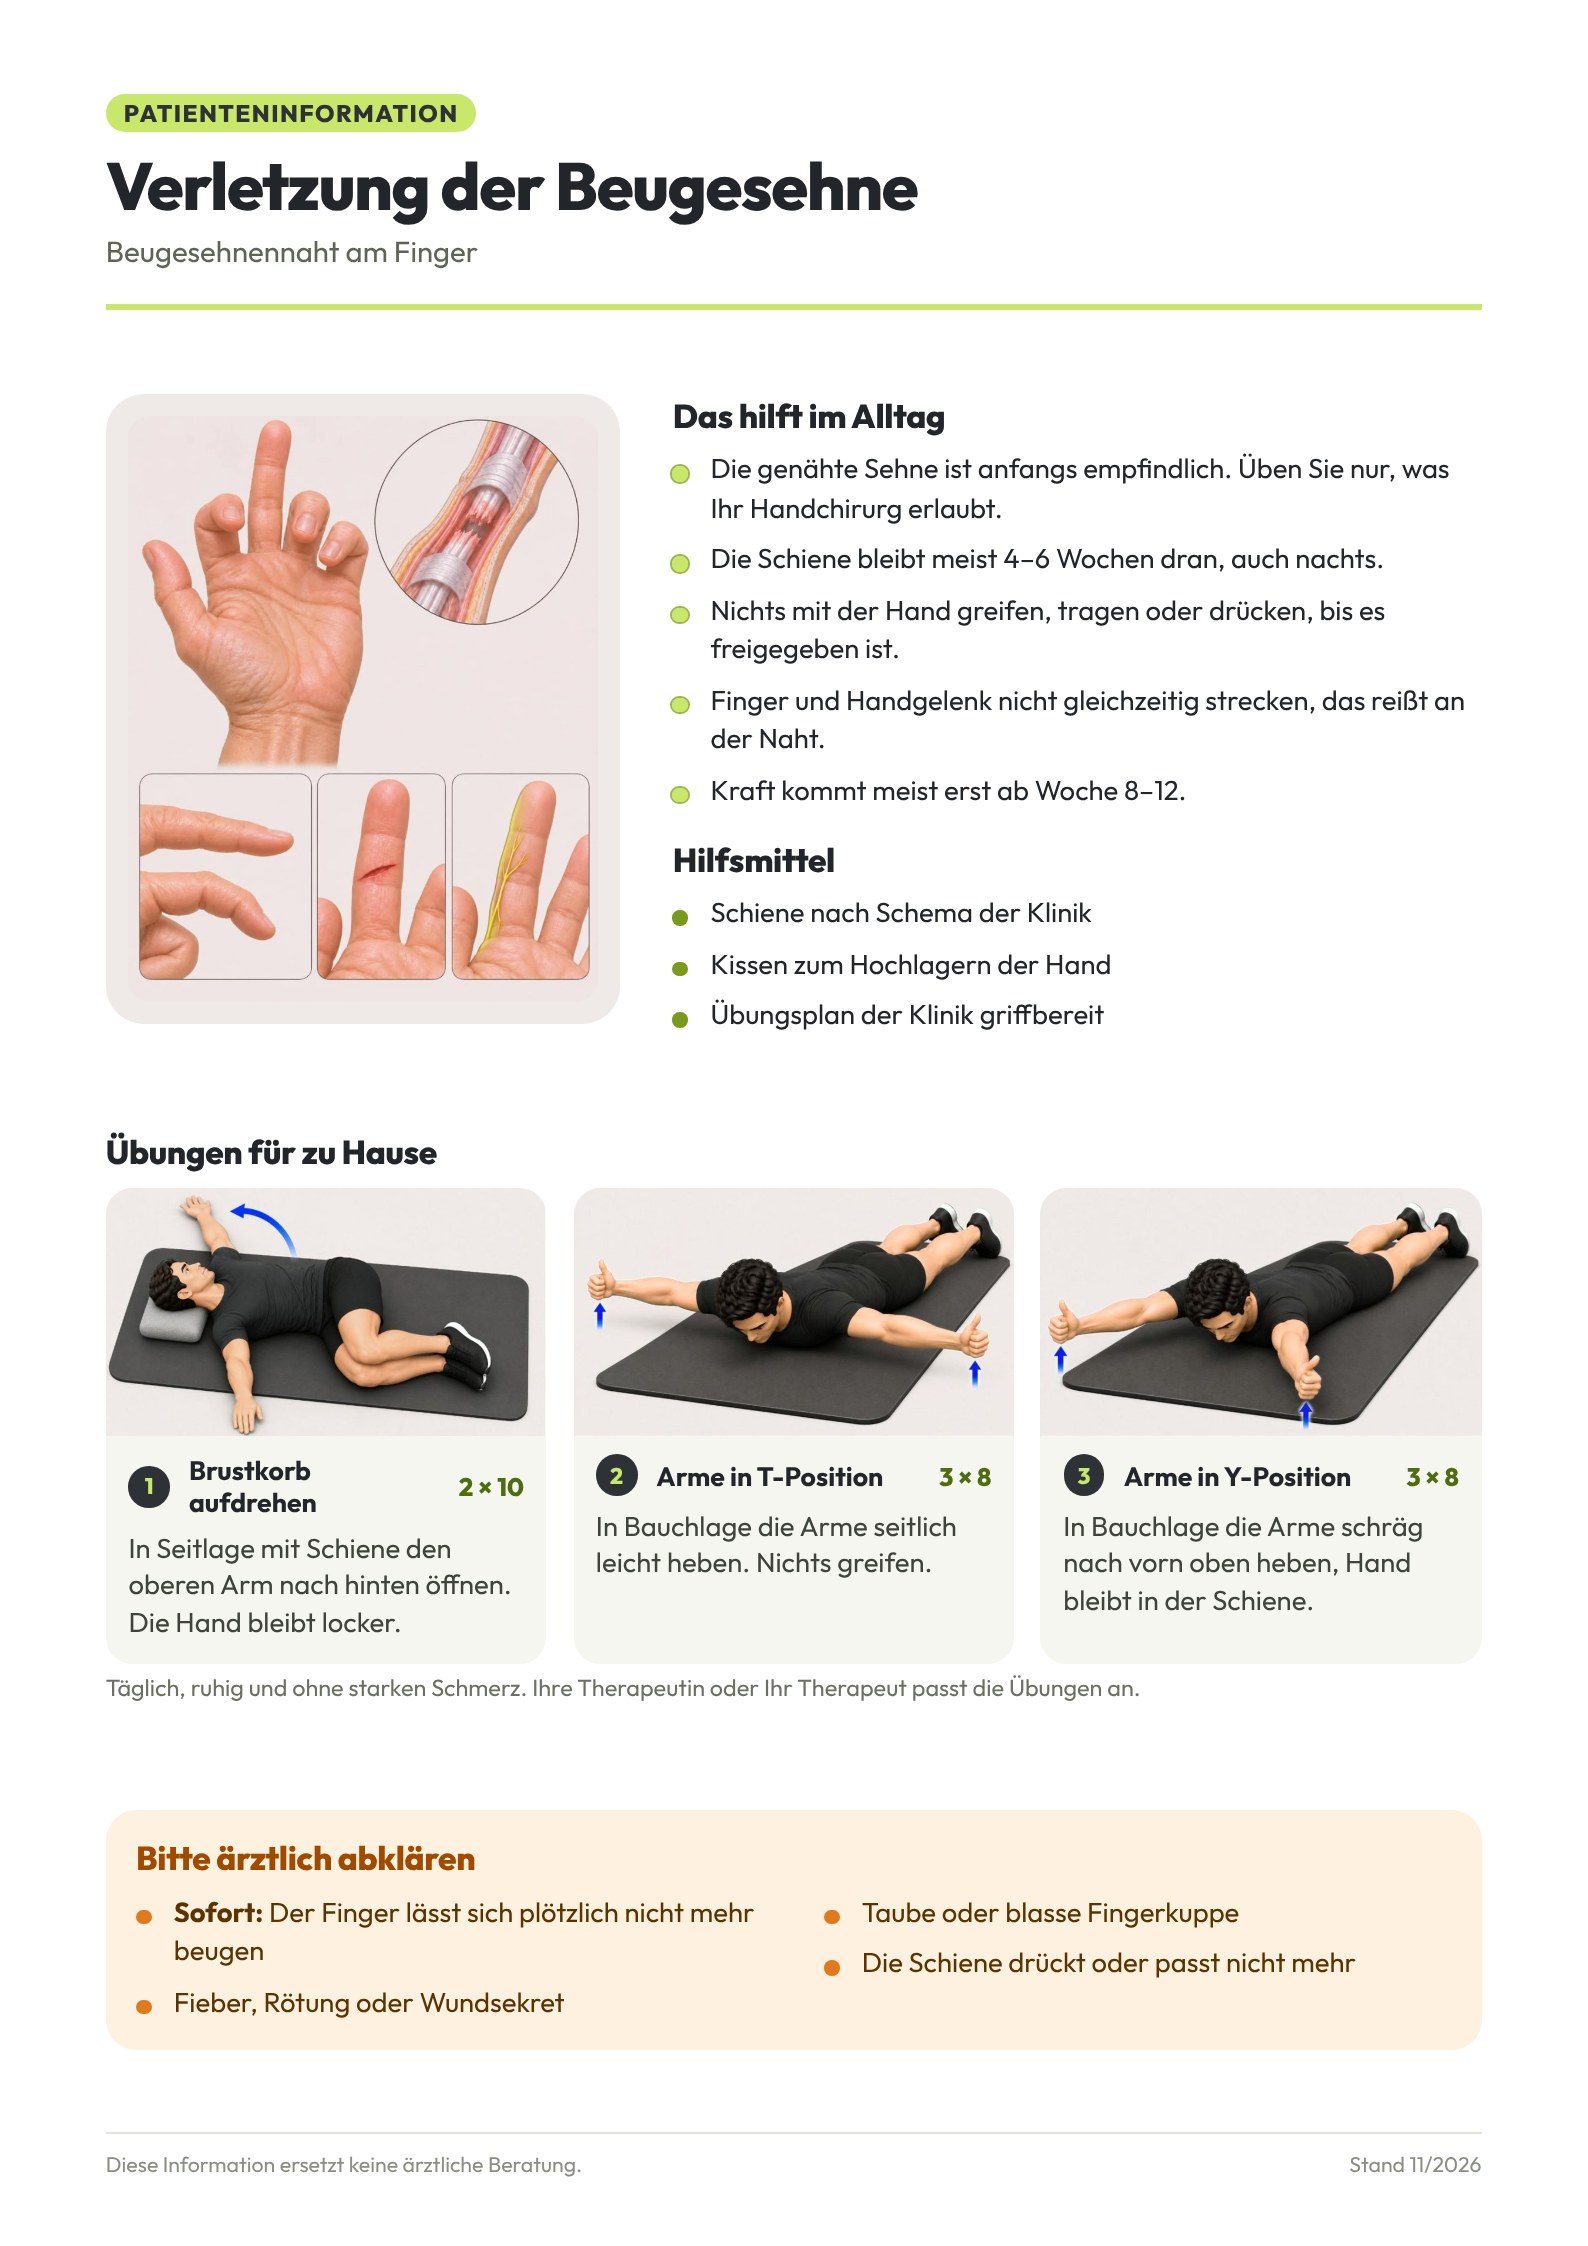 PATIENTENINFORMATION
Verletzung der Beugesehne
Beugesehnennaht am Finger
Das hilft im Alltag
Die genähte Sehne ist anfangs empfindlich. Üben Sie nur, was
Ihr Handchirurg erlaubt.
Die Schiene bleibt meist 4–6 Wochen dran, auch nachts.
Nichts mit der Hand greifen, tragen oder drücken, bis es
freigegeben ist.
Finger und Handgelenk nicht gleichzeitig strecken, das reißt an
der Naht.
Kraft kommt meist erst ab Woche 8–12.
Hilfsmittel
Schiene nach Schema der Klinik
Kissen zum Hochlagern der Hand
Übungsplan der Klinik griffbereit
Übungen für zu Hause
1 Brustkorb
aufdrehen 2 × 10
In Seitlage mit Schiene den
oberen Arm nach hinten öffnen.
Die Hand bleibt locker.
2 Arme in T-Position 3 × 8
In Bauchlage die Arme seitlich
leicht heben. Nichts greifen.
3 Arme in Y-Position 3 × 8
In Bauchlage die Arme schräg
nach vorn oben heben, Hand
bleibt in der Schiene.
Täglich, ruhig und ohne starken Schmerz. Ihre Therapeutin oder Ihr Therapeut passt die Übungen an.
Bitte ärztlich abklären
Sofort: Der Finger lässt sich plötzlich nicht mehr
beugen
Fieber, Rötung oder Wundsekret
Taube oder blasse Fingerkuppe
Die Schiene drückt oder passt nicht mehr
Diese Information ersetzt keine ärztliche Beratung.
Stand 11/2026